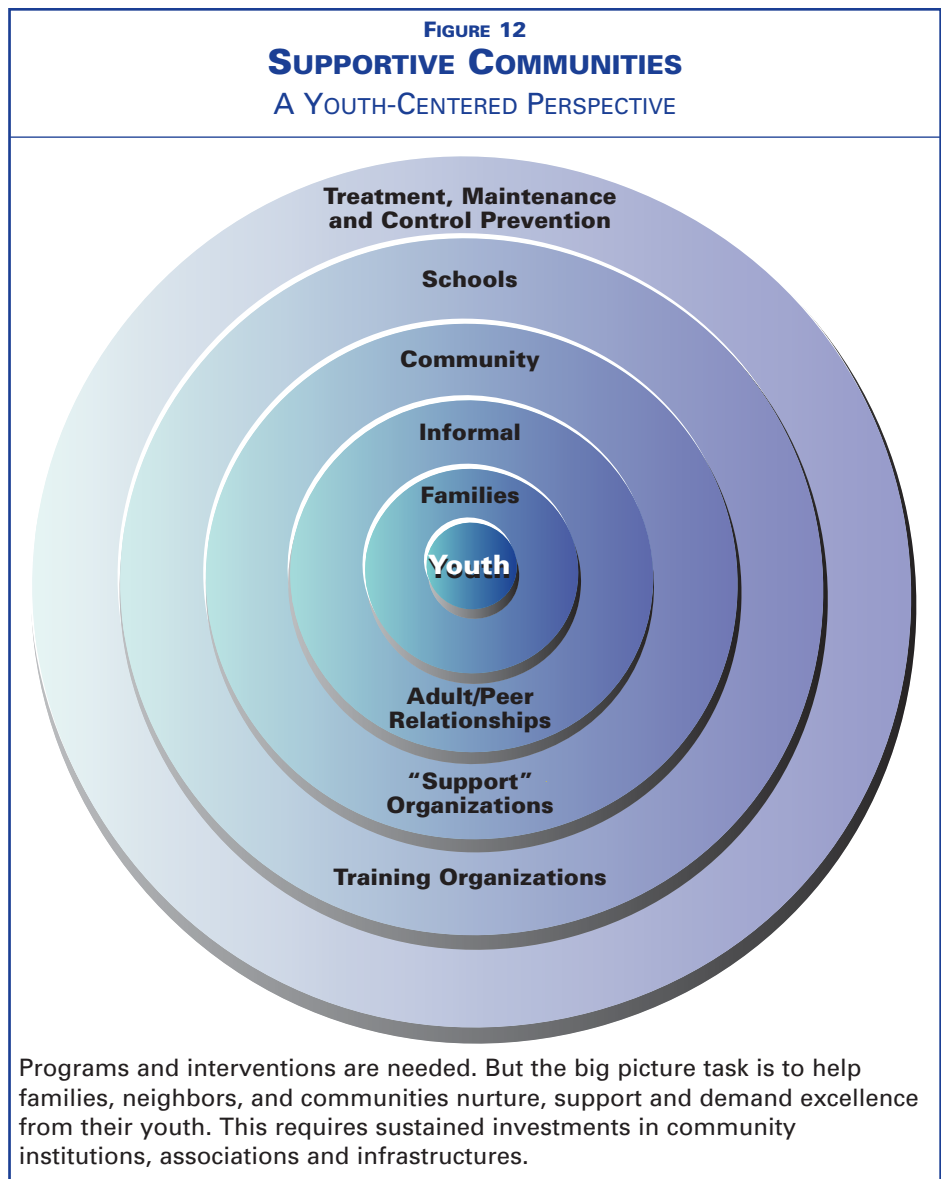 FIGURE 12
SUPPORTIVE COMMUNITIES
A YOUTH-CENTERED PERSPECTIVE
Treatment, Maintenance
and Control Prevention
Schools
Community
Informal
Families
Youth
Adult/Peer
Relationships
“Support”
Organizations
Training Organizations
Programs and interventions are needed. But the big picture task is to help
families, neighbors, and communities nurture, support and demand excellence
from their youth. This requires sustained investments in community
institutions, associations and infrastructures.